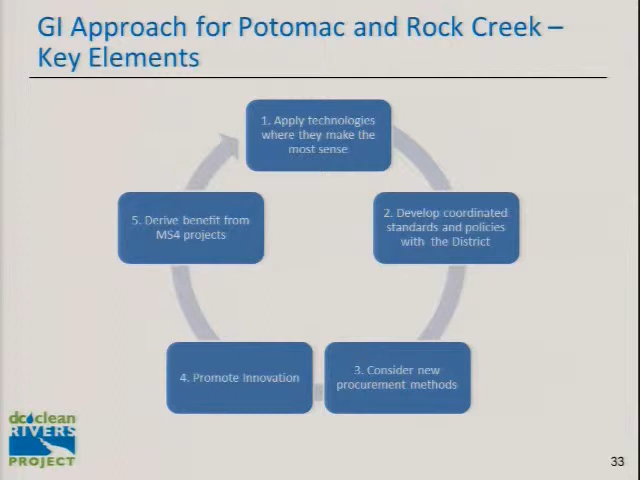 GI Approach for Potomac and Rock Creek –
Key Elements
1. Apply technologies
where they make the
most sense
2. Develop coordinated
standards and policies
with the District
3. Consider new
procurement methods
4. Promote Innovation
5. Derive benefit from
MS4 projects
dc clean
RIVERS
PROJECT
33